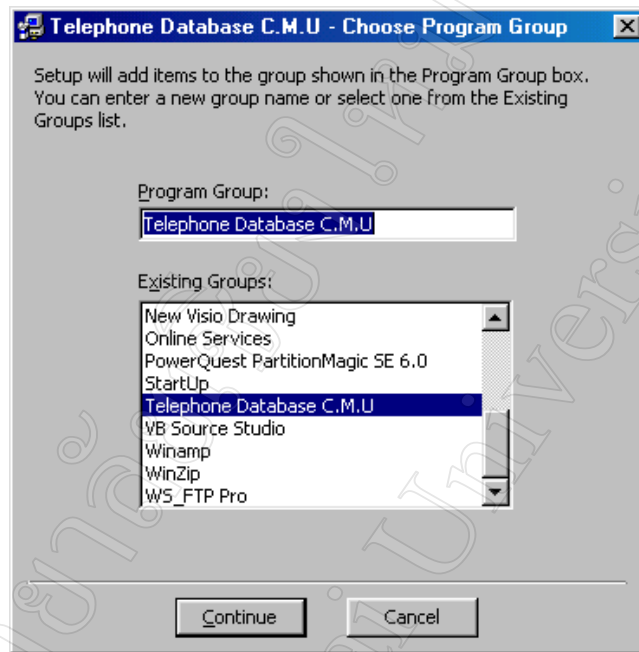 Telephone Database C.M.U - Choose Program Group
Setup will add items to the group shown in the Program Group box.
You can enter a new group name or select one from the Existing
Groups list.
Program Group:
Telephone Database C.M.U
Existing Groups:
New Visio Drawing
Online Services
PowerQuest PartitionMagic SE 6.0
StartUp
Telephone Database C.M.U
VB Source Studio
Winamp
WinZip
WS_FTP Pro
Continue
Cancel